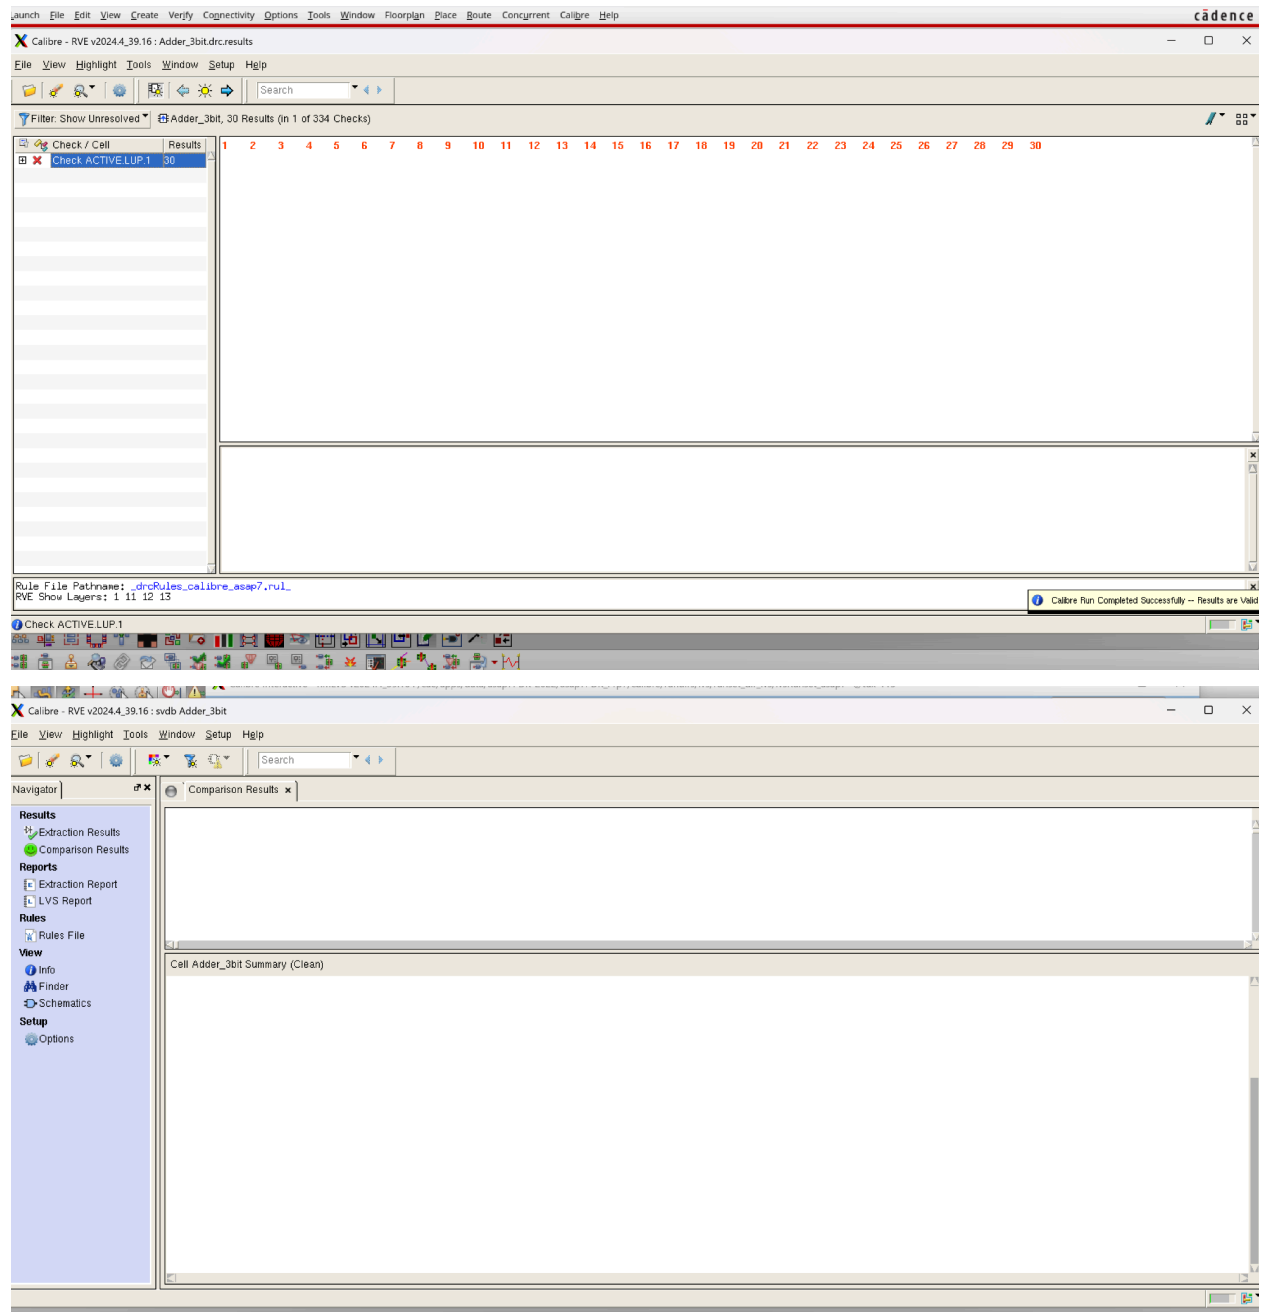 aunch File Edit View Create Verify Connectivity Options Tools Window Floorplan Place Route Concurrent Calibre Help cādence
Calibre - RVE v2024.4_39.16 : Adder_3bit.drc.results
File View Highlight Tools Window Setup Help
Search
Filter: Show Unresolved Adder_3bit, 30 Results (in 1 of 334 Checks)
Check / Cell Results 1 2 3 4 5 6 7 8 9 10 11 12 13 14 15 16 17 18 19 20 21 22 23 24 25 26 27 28 29 30
Check ACTIVE.LUP.1 30
Rule File Pathname: _drcRules_calibre_asap7.rul_
RVE Show Layers: 1 11 12 13
Calibre Run Completed Successfully -- Results are Valid
Check ACTIVE.LUP.1
Calibre - RVE v2024.4_39.16 : svdb Adder_3bit
File View Highlight Tools Window Setup Help
Search
Navigator Comparison Results
Results
Extraction Results
Comparison Results
Reports
Extraction Report
LVS Report
Rules
Rules File
View
Info
Finder
Schematics
Setup
Options
Cell Adder_3bit Summary (Clean)